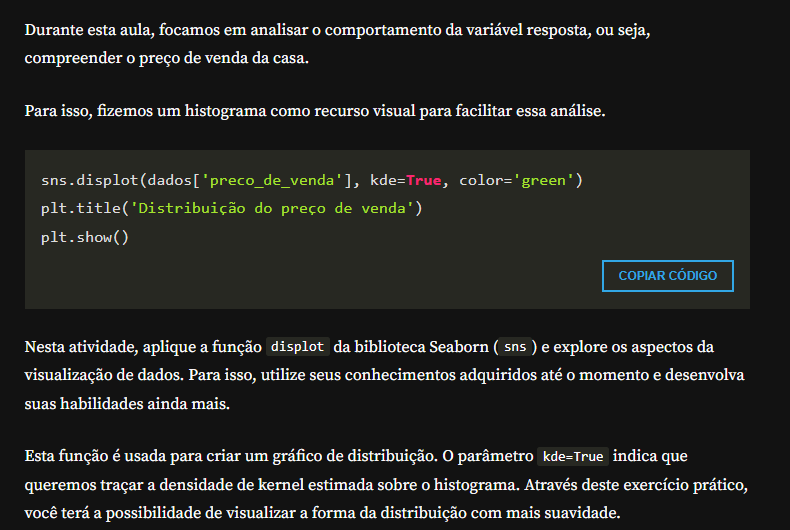 Durante esta aula, focamos em analisar o comportamento da variável resposta, ou seja,
compreender o preço de venda da casa.
Para isso, fizemos um histograma como recurso visual para facilitar essa análise.
sns.displot(dados['preco_de_venda'], kde=True, color='green')
plt.title('Distribuição do preço de venda')
plt.show()
COPIAR CÓDIGO
Nesta atividade, aplique a função displot da biblioteca Seaborn ( sns ) e explore os aspectos da
visualização de dados. Para isso, utilize seus conhecimentos adquiridos até o momento e desenvolva
suas habilidades ainda mais.
Esta função é usada para criar um gráfico de distribuição. O parâmetro kde=True indica que
queremos traçar a densidade de kernel estimada sobre o histograma. Através deste exercício prático,
você terá a possibilidade de visualizar a forma da distribuição com mais suavidade.